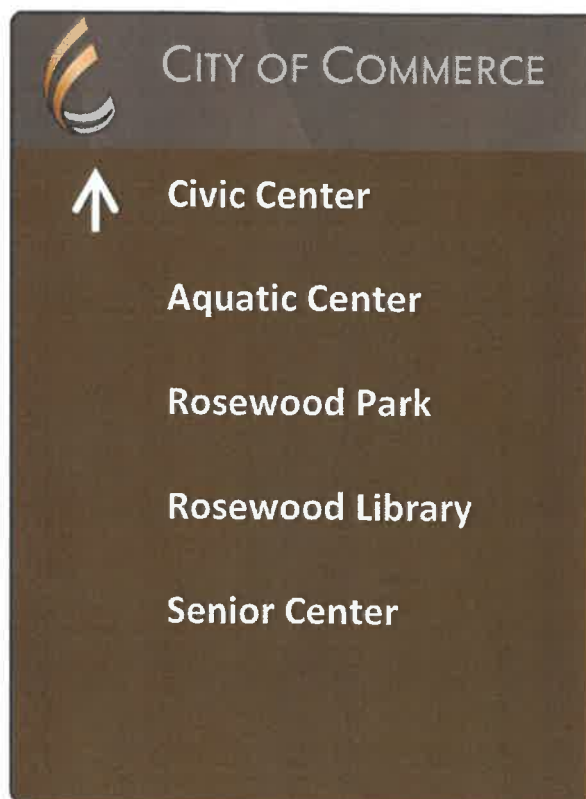 CITY OF COMMERCE
Civic Center
Aquatic Center
Rosewood Park
Rosewood Library
Senior Center